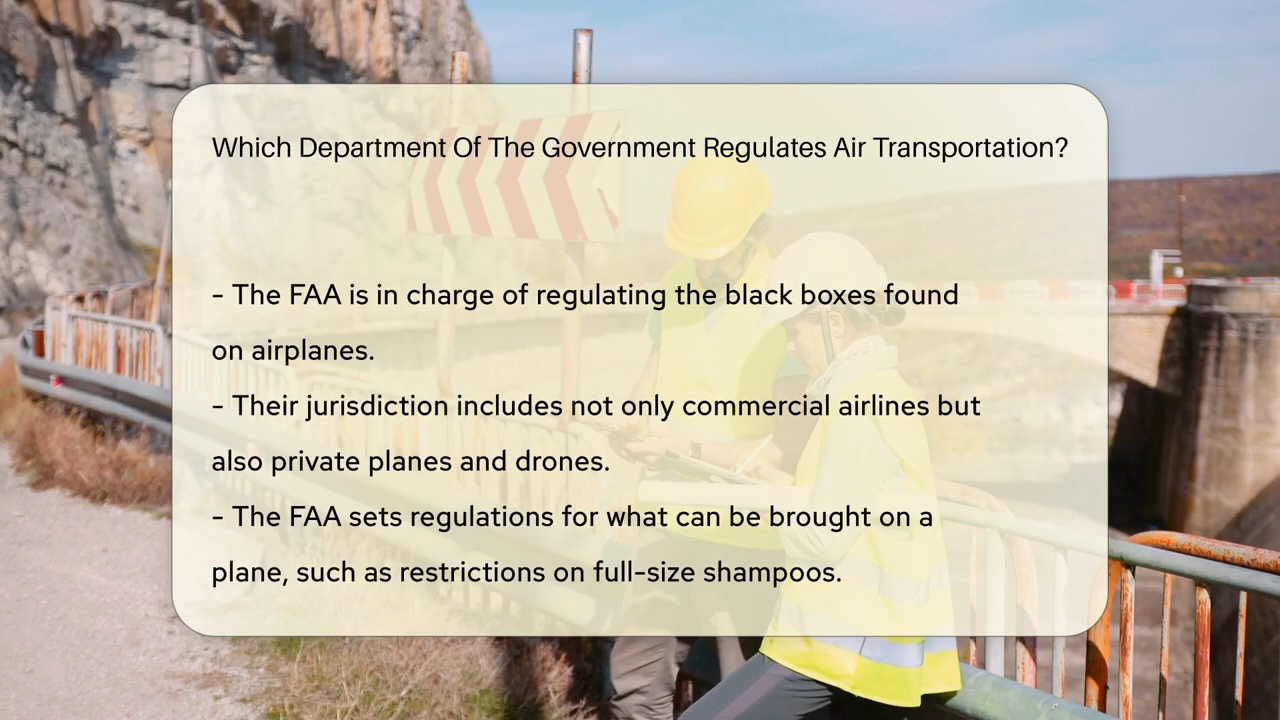 Which Department Of The Government Regulates Air Transportation?
- The FAA is in charge of regulating the black boxes found
on airplanes.
- Their jurisdiction includes not only commercial airlines but
also private planes and drones.
- The FAA sets regulations for what can be brought on a
plane, such as restrictions on full-size shampoos.